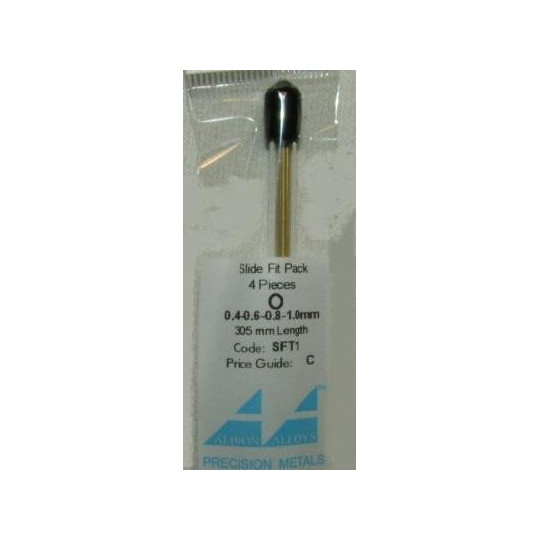 Slide Fit Pack
4 Pieces
0.4-0.6-0.8-1.0mm
305 mm Length
Code: SFT1
Price Guide: C
TM
ALBION ALLOYS
PRECISION METALS